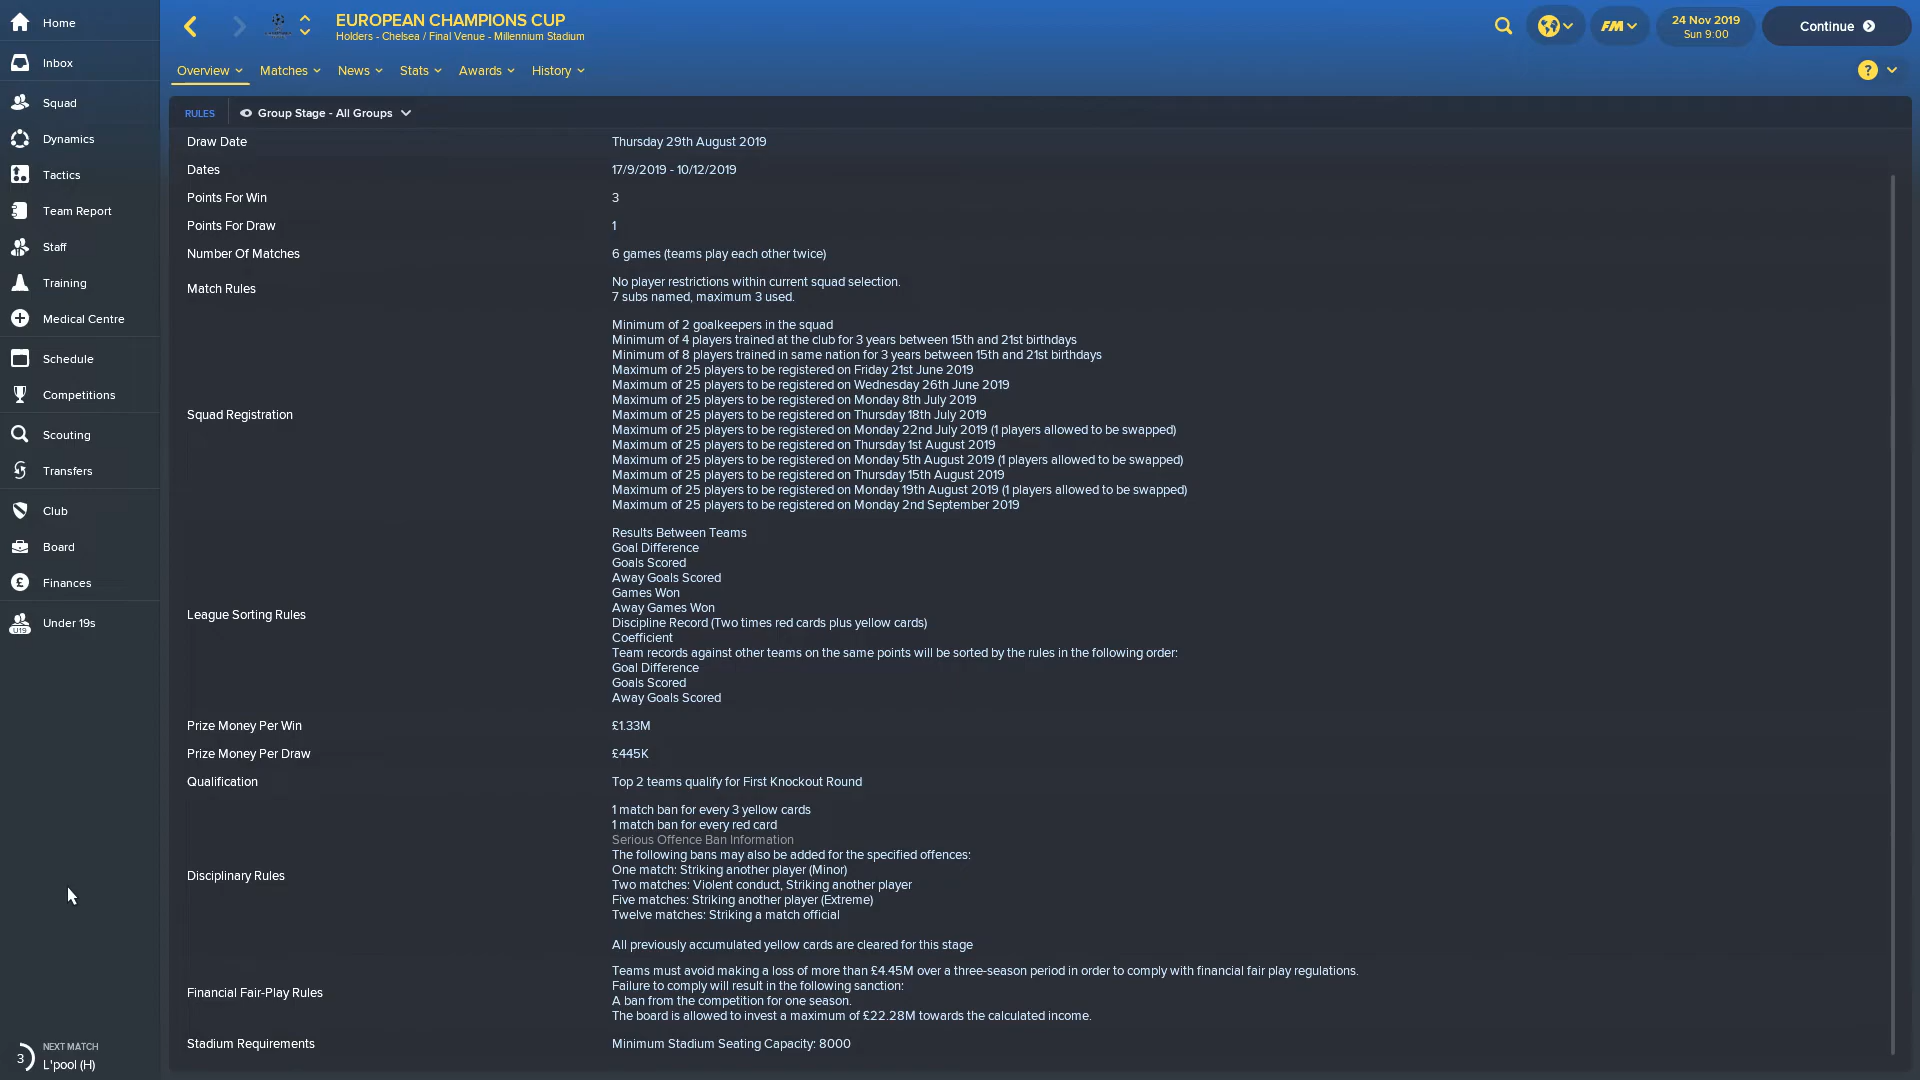 Home
Inbox
Squad
Dynamics
Tactics
Team Report
Staff
Training
Medical Centre
Schedule
Competitions
Scouting
Transfers
Club
Board
Finances
U19
Under 19s
3
NEXT MATCH
L'pool (H)
EUROPEAN CHAMPIONS CUP
Holders - Chelsea / Final Venue - Millennium Stadium
FM
24 Nov 2019
Sun 9:00
Continue
Overview Matches News Stats Awards History
?
RULES Group Stage - All Groups
Draw Date Thursday 29th August 2019
Dates 17/9/2019 - 10/12/2019
Points For Win 3
Points For Draw 1
Number Of Matches 6 games (teams play each other twice)
Match Rules
No player restrictions within current squad selection.
7 subs named, maximum 3 used.
Squad Registration
Minimum of 2 goalkeepers in the squad
Minimum of 4 players trained at the club for 3 years between 15th and 21st birthdays
Minimum of 8 players trained in same nation for 3 years between 15th and 21st birthdays
Maximum of 25 players to be registered on Friday 21st June 2019
Maximum of 25 players to be registered on Wednesday 26th June 2019
Maximum of 25 players to be registered on Monday 8th July 2019
Maximum of 25 players to be registered on Thursday 18th July 2019
Maximum of 25 players to be registered on Monday 22nd July 2019 (1 players allowed to be swapped)
Maximum of 25 players to be registered on Thursday 1st August 2019
Maximum of 25 players to be registered on Monday 5th August 2019 (1 players allowed to be swapped)
Maximum of 25 players to be registered on Thursday 15th August 2019
Maximum of 25 players to be registered on Monday 19th August 2019 (1 players allowed to be swapped)
Maximum of 25 players to be registered on Monday 2nd September 2019
League Sorting Rules
Results Between Teams
Goal Difference
Goals Scored
Away Goals Scored
Games Won
Away Games Won
Discipline Record (Two times red cards plus yellow cards)
Coefficient
Team records against other teams on the same points will be sorted by the rules in the following order:
Goal Difference
Goals Scored
Away Goals Scored
Prize Money Per Win £1.33M
Prize Money Per Draw £445K
Qualification Top 2 teams qualify for First Knockout Round
Disciplinary Rules
1 match ban for every 3 yellow cards
1 match ban for every red card
Serious Offence Ban Information
The following bans may also be added for the specified offences:
One match: Striking another player (Minor)
Two matches: Violent conduct, Striking another player
Five matches: Striking another player (Extreme)
Twelve matches: Striking a match official
All previously accumulated yellow cards are cleared for this stage
Financial Fair-Play Rules
Teams must avoid making a loss of more than £4.45M over a three-season period in order to comply with financial fair play regulations.
Failure to comply will result in the following sanction:
A ban from the competition for one season.
The board is allowed to invest a maximum of £22.28M towards the calculated income.
Stadium Requirements Minimum Stadium Seating Capacity: 8000